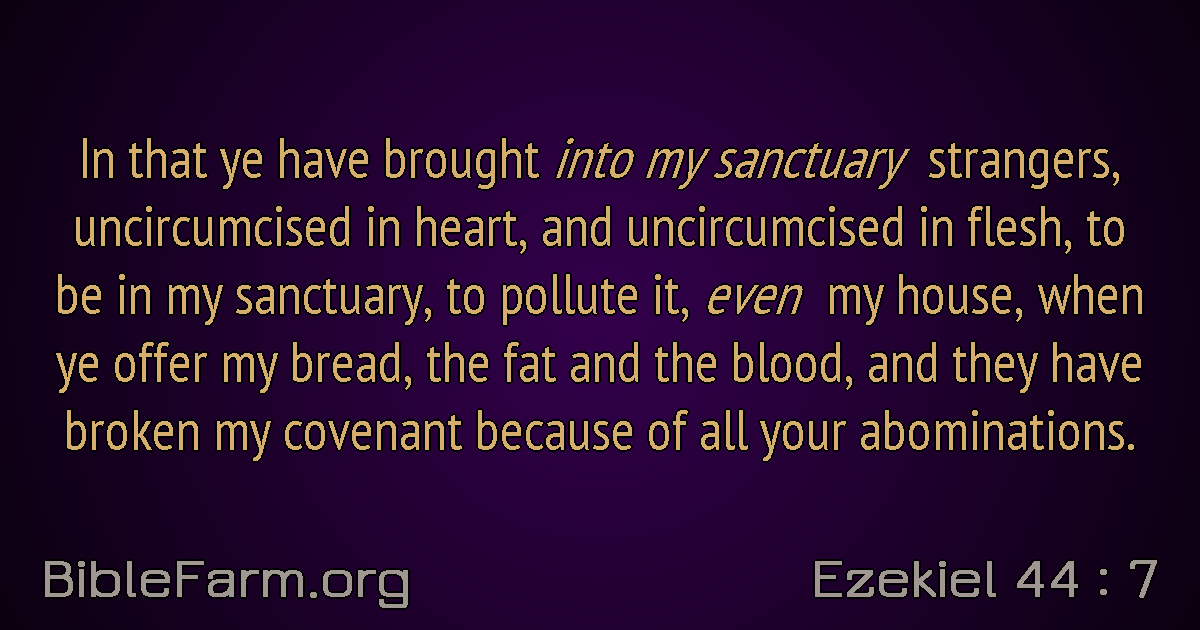 In that ye have brought into my sanctuary strangers,
uncircumcised in heart, and uncircumcised in flesh, to
be in my sanctuary, to pollute it, even my house, when
ye offer my bread, the fat and the blood, and they have
broken my covenant because of all your abominations.
BibleFarm.org
Ezekiel 44 : 7